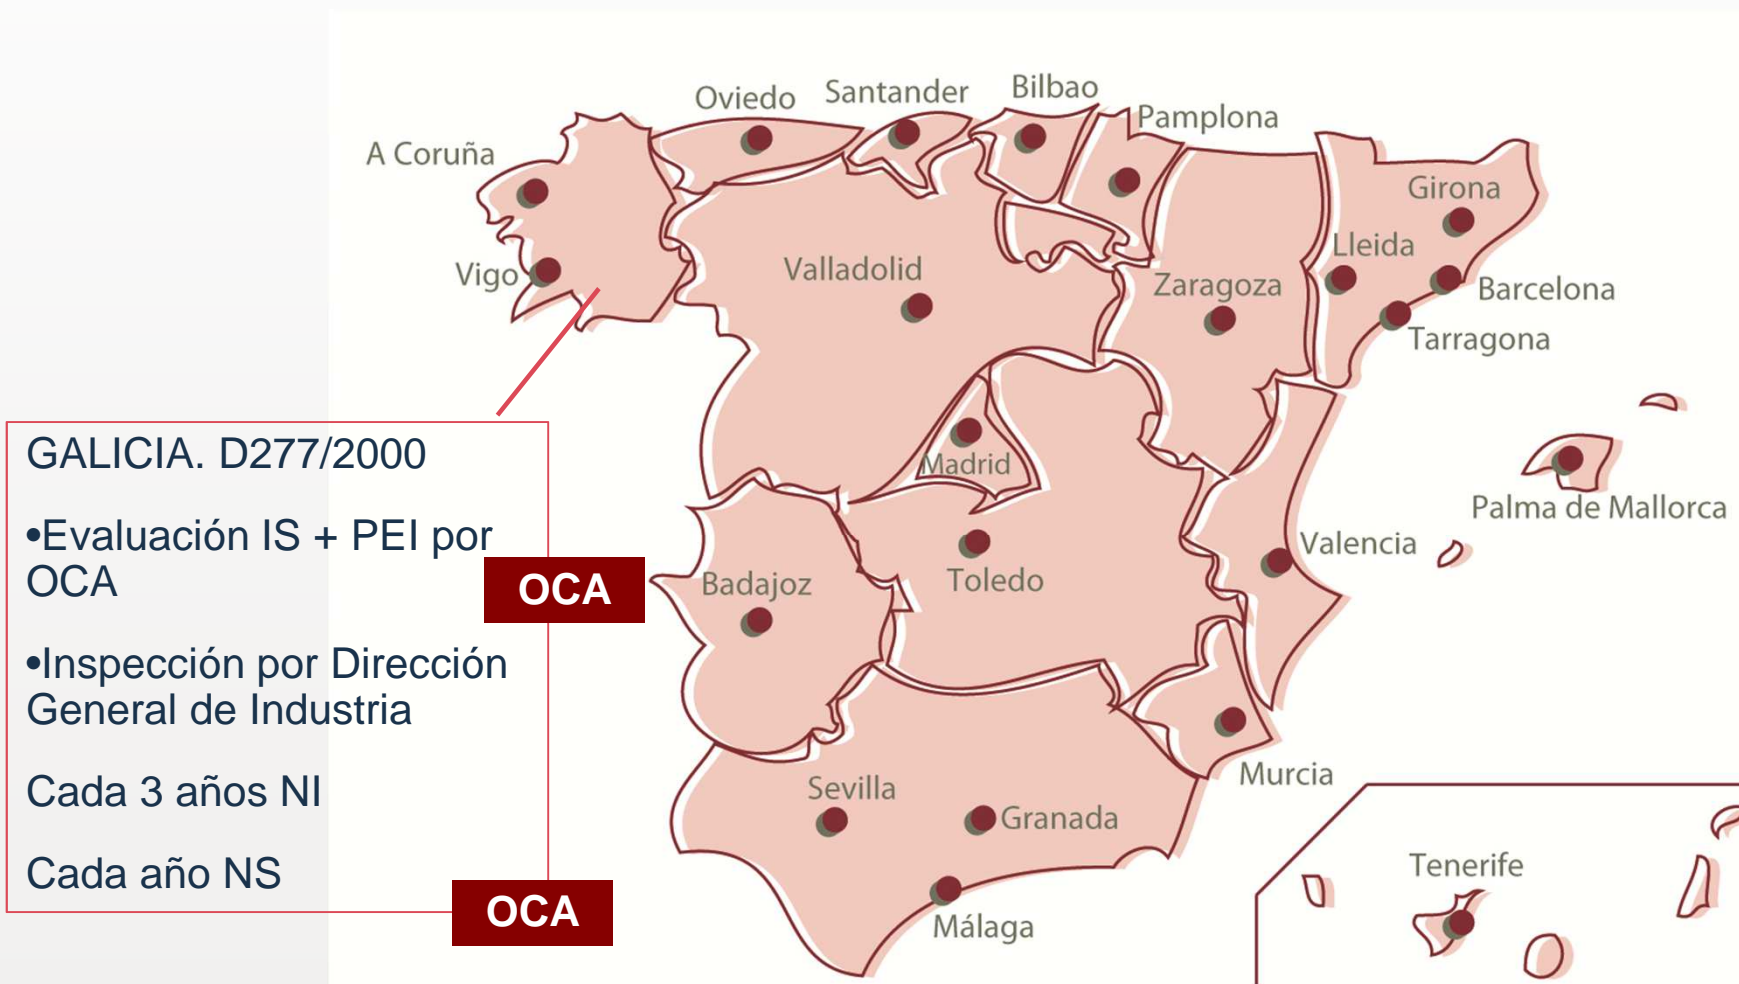 Oviedo
Santander
Bilbao
Pamplona
A Coruña
Girona
Lleida
Vigo
Valladolid
Zaragoza
Barcelona
Tarragona
GALICIA. D277/2000
•Evaluación IS + PEI por
OCA
OCA
•Inspección por Dirección
General de Industria
Cada 3 años NI
Cada año NS
OCA
Madrid
Palma de Mallorca
Valencia
Badajoz
Toledo
Murcia
Sevilla
Granada
Málaga
Tenerife